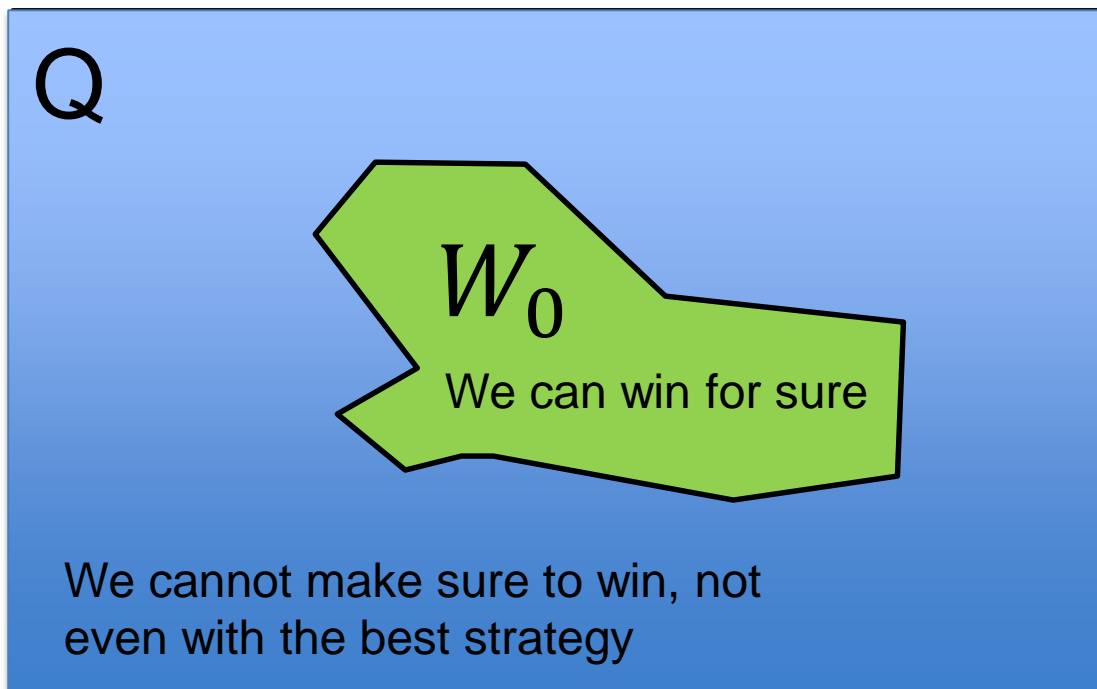 Q
W₀
We can win for sure
We cannot make sure to win, not
even with the best strategy